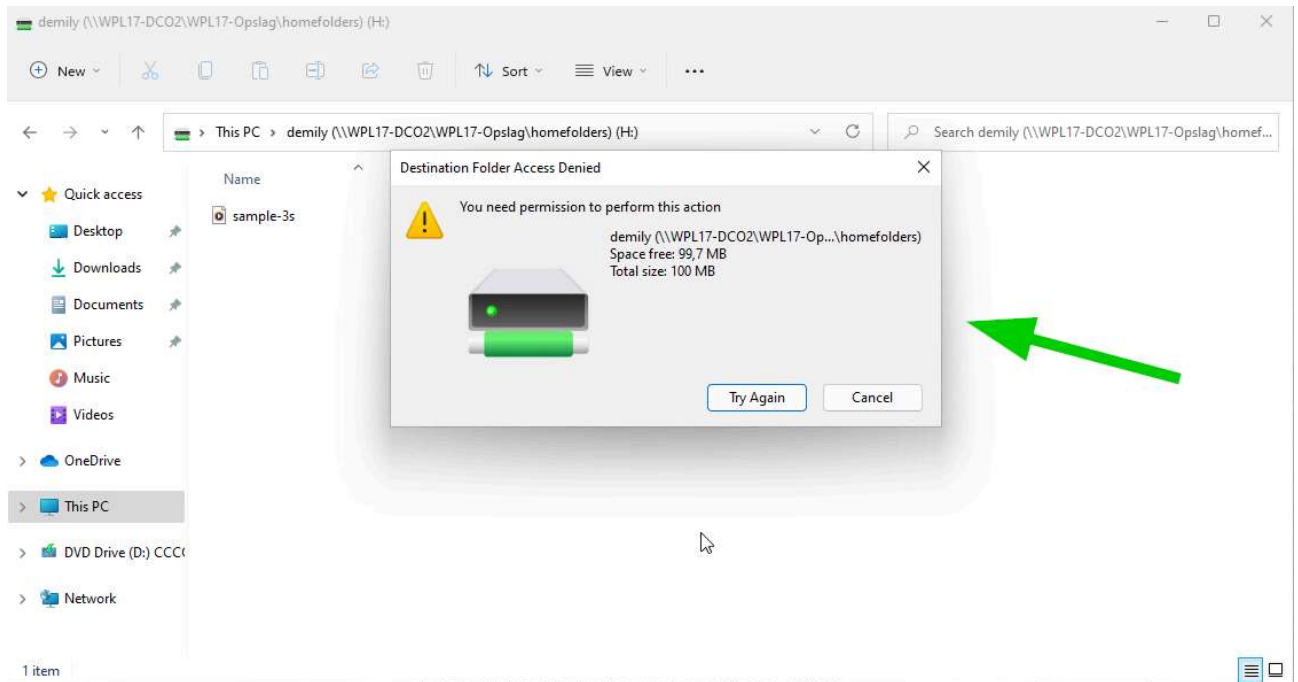 demily (\\WPL17-DCO2\WPL17-Opslag\homefolders) (H:)
New
Sort
View
This PC > demily (\\WPL17-DCO2\WPL17-Opslag\homefolders) (H:)
Search demily (\\WPL17-DCO2\WPL17-Opslag\homef...
Quick access
Desktop
Downloads
Documents
Pictures
Music
Videos
OneDrive
This PC
DVD Drive (D:) CCC
Network
Name
sample-3s
Destination Folder Access Denied
You need permission to perform this action
demily (\\WPL17-DCO2\WPL17-Op...\homefolders)
Space free: 99,7 MB
Total size: 100 MB
Try Again
Cancel
1 item